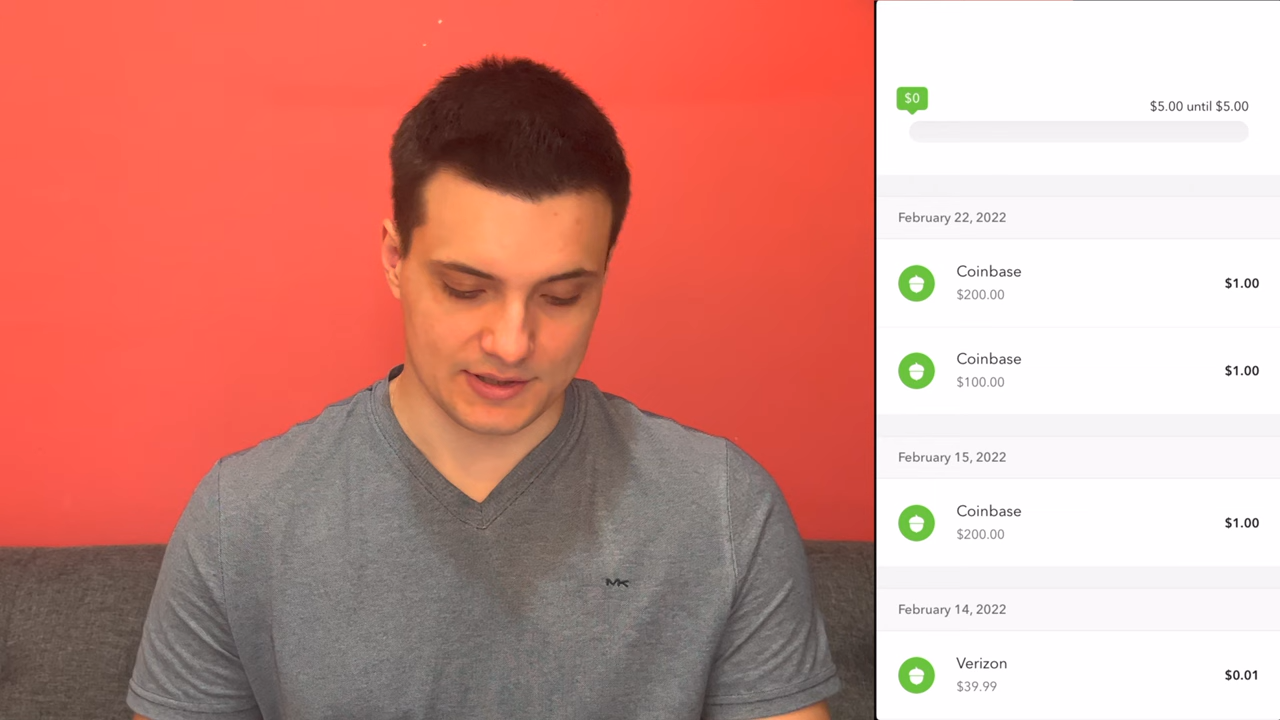 $0
$5.00 until $5.00
February 22, 2022
Coinbase
$200.00
$1.00
Coinbase
$100.00
$1.00
February 15, 2022
Coinbase
$200.00
$1.00
February 14, 2022
Verizon
$39.99
$0.01
MK